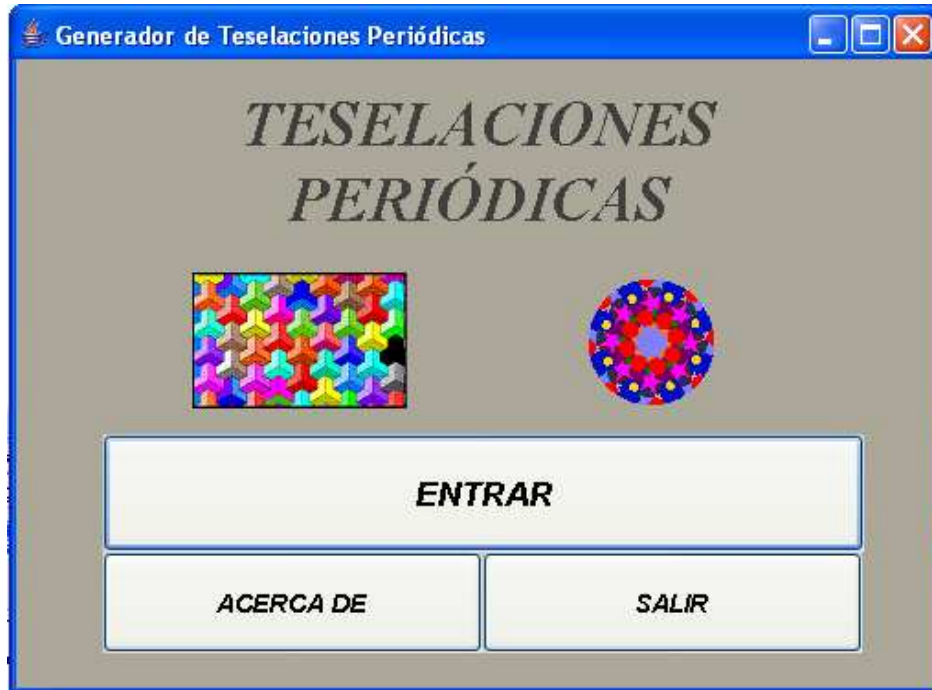 Generador de Teselaciones Periódicas
TESELACIONES
PERIÓDICAS
ENTRAR
ACERCA DE
SALIR